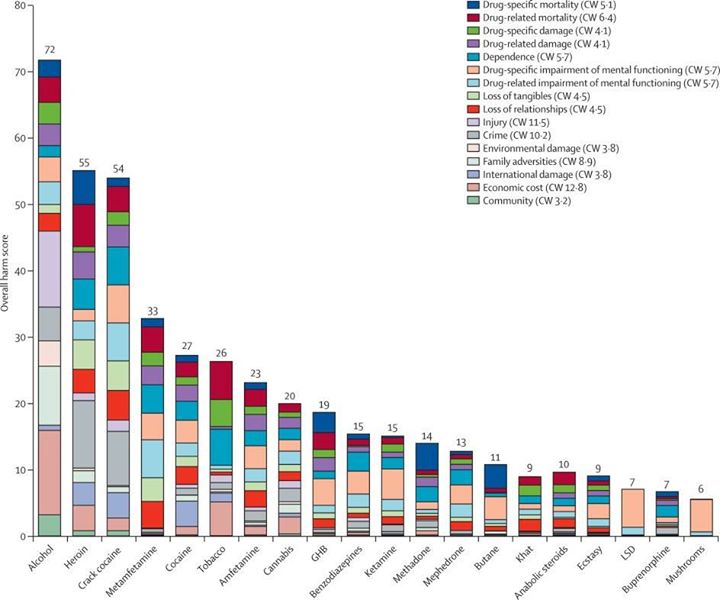 80
70
60
50
40
30
20
10
0
Overall harm score
72
55
54
33
27
26
23
20
19
15
15
14
13
11
9
10
9
7
7
6
Drug-specific mortality (CW 5·1)
Drug-related mortality (CW 6·4)
Drug-specific damage (CW 4·1)
Drug-related damage (CW 4·1)
Dependence (CW 5·7)
Drug-specific impairment of mental functioning (CW 5·7)
Drug-related impairment of mental functioning (CW 5·7)
Loss of tangibles (CW 4·5)
Loss of relationships (CW 4·5)
Injury (CW 11·5)
Crime (CW 10·2)
Environmental damage (CW 3·8)
Family adversities (CW 8·9)
International damage (CW 3·8)
Economic cost (CW 12·8)
Community (CW 3·2)
Alcohol
Heroin
Crack cocaine
Metamfetamine
Cocaine
Tobacco
Amfetamine
Cannabis
GHB
Benzodiazepines
Ketamine
Methadone
Mephedrone
Butane
Khat
Anabolic steroids
Ecstasy
LSD
Buprenorphine
Mushrooms